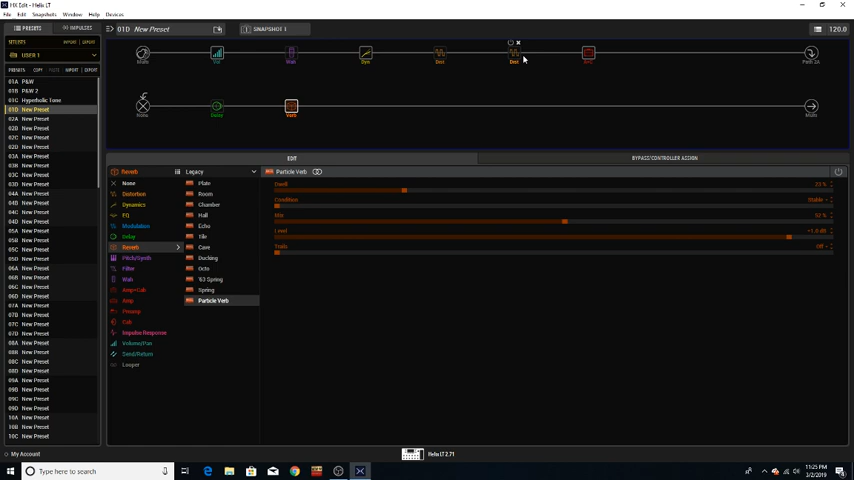 HX Edit - Helix LT
File Edit Snapshots Window Help Devices
PRESETS IMPULSES
01D New Preset
SNAPSHOT 1
120.0
SETLISTS IMPORT | EXPORT
USER 1
PRESETS COPY PASTE IMPORT | EXPORT
01A P&W
01B P&W 2
01C Hyperbolic Tone
01D New Preset
02A New Preset
02B New Preset
02C New Preset
02D New Preset
03A New Preset
03B New Preset
03C New Preset
03D New Preset
04A New Preset
04B New Preset
04C New Preset
04D New Preset
05A New Preset
05B New Preset
05C New Preset
05D New Preset
06A New Preset
06B New Preset
06C New Preset
06D New Preset
07A New Preset
07B New Preset
07C New Preset
07D New Preset
08A New Preset
08B New Preset
08C New Preset
08D New Preset
09A New Preset
09B New Preset
09C New Preset
09D New Preset
10A New Preset
10B New Preset
10C New Preset
Multi Vol Wah Dyn Dist Dist A+C Path 2A
None Delay Verb Multi
EDIT
BYPASS/CONTROLLER ASSIGN
Reverb
None
Distortion
Dynamics
EQ
Modulation
Delay
Reverb
Pitch/Synth
Filter
Wah
Amp+Cab
Amp
Preamp
Cab
Impulse Response
Volume/Pan
Send/Return
Looper
Legacy
Plate
Room
Chamber
Hall
Echo
Tile
Cave
Ducking
Octo
'63 Spring
Spring
Particle Verb
Particle Verb
Dwell 23 %
Condition Stable
Mix 52 %
Level +1.0 dB
Trails Off
My Account
Helix LT 2.71
Type here to search
11:25 PM
3/2/2019